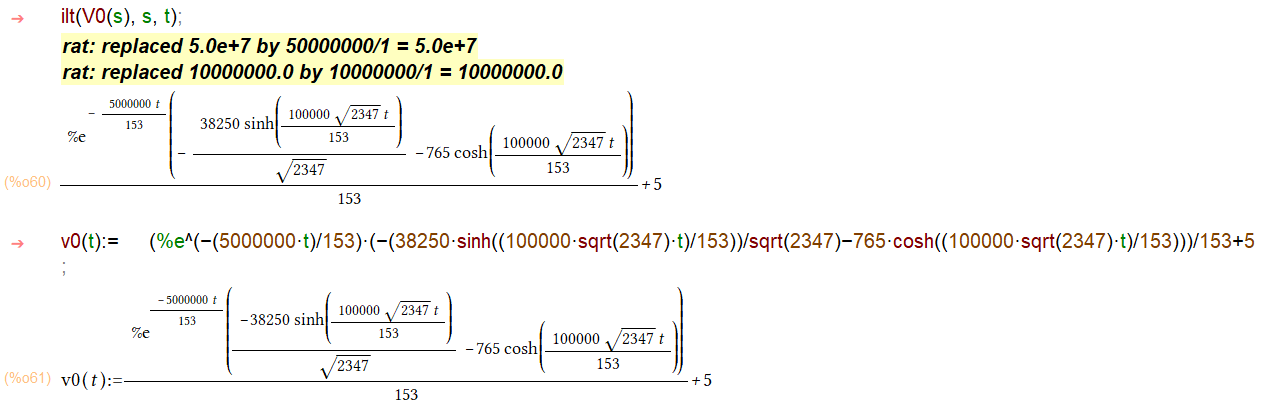 → ilt(V0(s), s, t);
rat: replaced 5.0e+7 by 50000000/1 = 5.0e+7
rat: replaced 10000000.0 by 10000000/1 = 10000000.0
(%o60) %e^(− 5000000 t / 153) (− 38250 sinh(100000 √2347 t / 153) / √2347 − 765 cosh(100000 √2347 t / 153)) / 153 + 5
→ v0(t):= (%e^(−(5000000·t)/153)·(−(38250·sinh((100000·sqrt(2347)·t)/153))/sqrt(2347)−765·cosh((100000·sqrt(2347)·t)/153)))/153+5
;
(%o61) v0(t):= %e^(−5000000 t / 153) (−38250 sinh(100000 √2347 t / 153) / √2347 − 765 cosh(100000 √2347 t / 153)) / 153 + 5